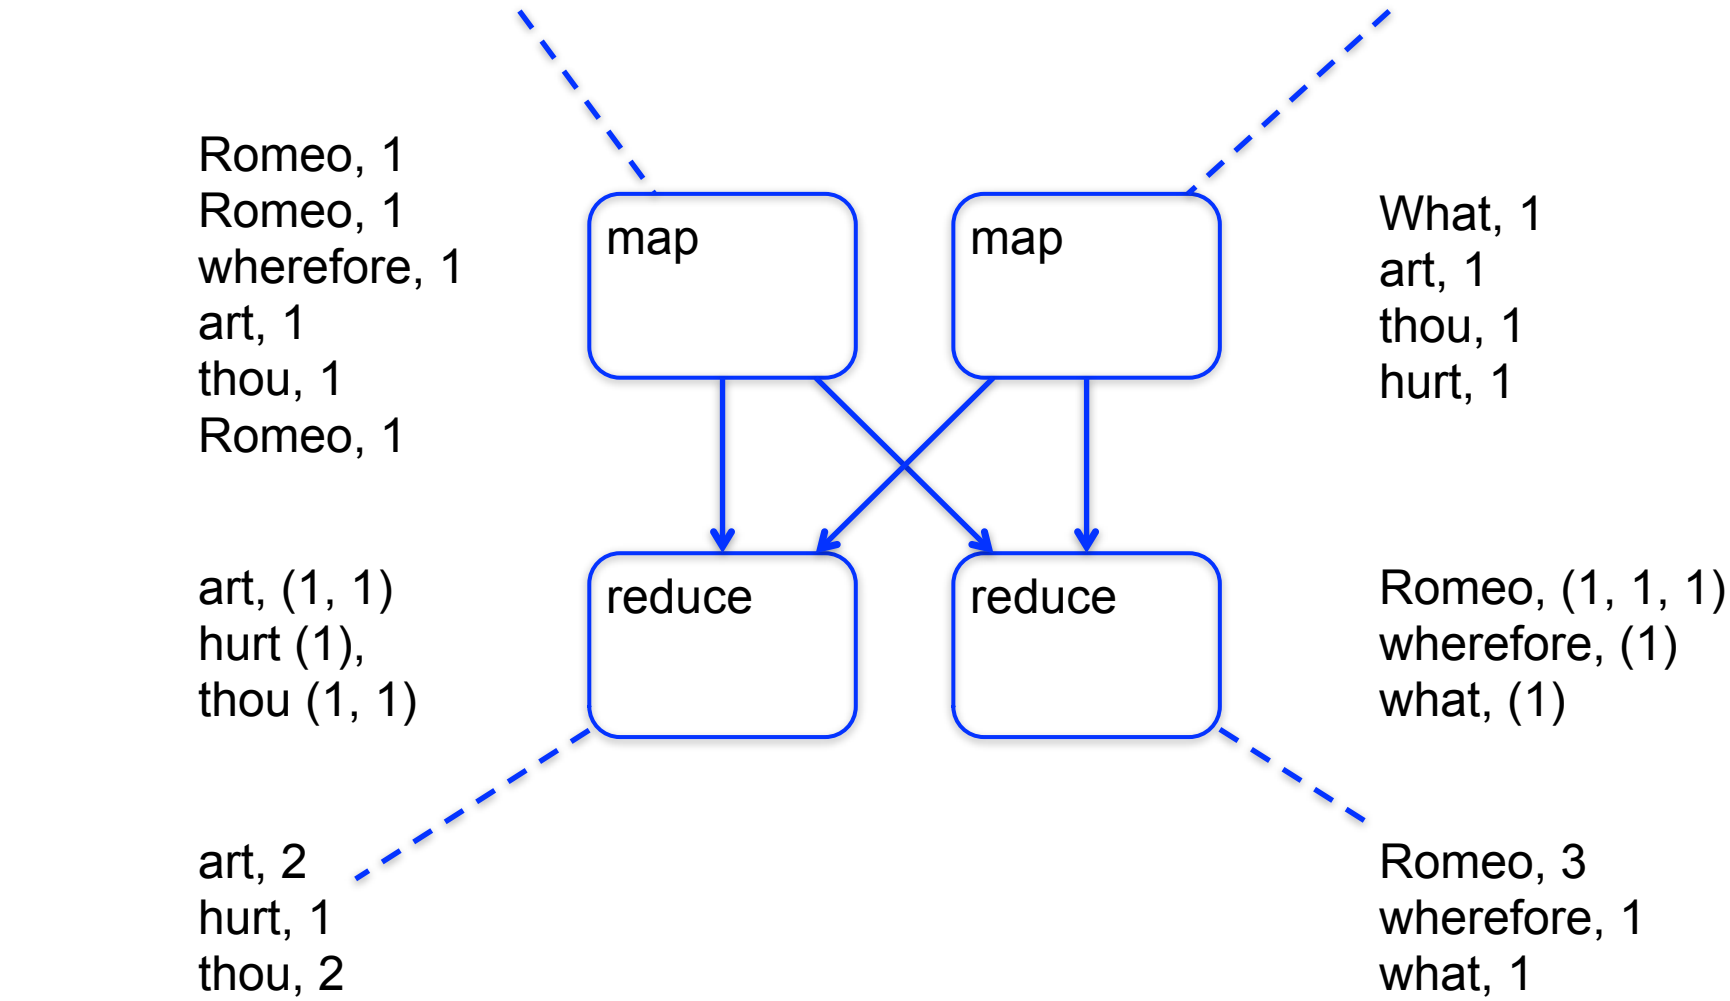 Romeo, 1
Romeo, 1
wherefore, 1
art, 1
thou, 1
Romeo, 1
map
map
What, 1
art, 1
thou, 1
hurt, 1
art, (1, 1)
hurt (1),
thou (1, 1)
reduce
reduce
Romeo, (1, 1, 1)
wherefore, (1)
what, (1)
art, 2
hurt, 1
thou, 2
Romeo, 3
wherefore, 1
what, 1